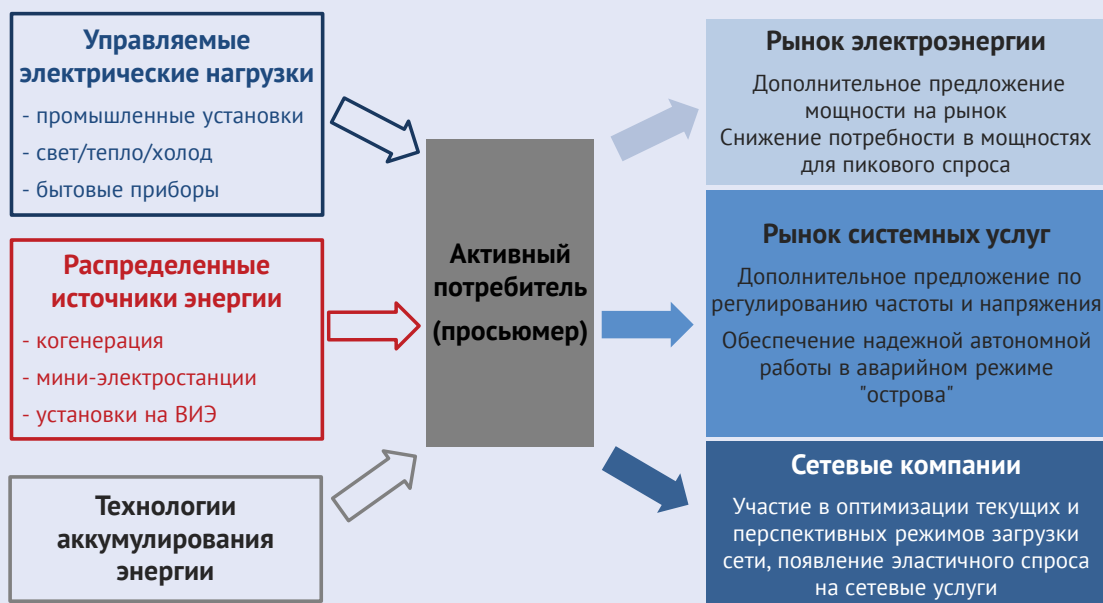 Управляемые
электрические нагрузки
- промышленные установки
- свет/тепло/холод
- бытовые приборы
Распределенные
источники энергии
- когенерация
- мини-электростанции
- установки на ВИЭ
Технологии
аккумулирования
энергии
Активный
потребитель
(просьюмер)
Рынок электроэнергии
Дополнительное предложение
мощности на рынок
Снижение потребности в мощностях
для пикового спроса
Рынок системных услуг
Дополнительное предложение по
регулированию частоты и напряжения
Обеспечение надежной автономной
работы в аварийном режиме
"острова"
Сетевые компании
Участие в оптимизации текущих и
перспективных режимов загрузки
сети, появление эластичного спроса
на сетевые услуги